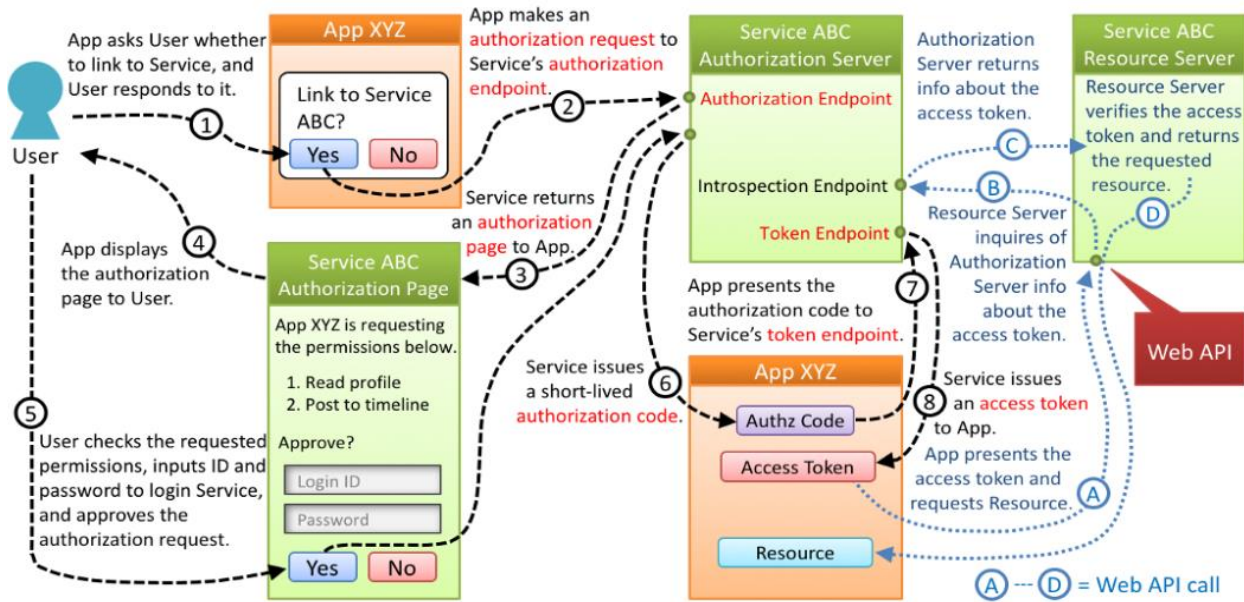 App asks User whether
to link to Service, and
User responds to it.
User
1
App XYZ
Link to Service
ABC?
Yes
No
App makes an
authorization request to
Service's authorization
endpoint.
2
Service ABC
Authorization Server
Authorization Endpoint
Introspection Endpoint
Token Endpoint
Authorization
Server returns
info about the
access token.
C
B
Service ABC
Resource Server
Resource Server
verifies the access
token and returns
the requested
resource.
D
Resource Server
inquires of
Authorization
Server info
about the
access token.
Web API
Service returns
an authorization
page to App.
3
4
App displays
the authorization
page to User.
Service ABC
Authorization Page
App XYZ is requesting
the permissions below.
1. Read profile
2. Post to timeline
Approve?
Login ID
Password
Yes
No
5
User checks the requested
permissions, inputs ID and
password to login Service,
and approves the
authorization request.
Service issues
a short-lived
authorization code.
6
App presents the
authorization code to
Service's token endpoint.
7
App XYZ
Authz Code
Access Token
Resource
8
Service issues
an access token
to App.
App presents the
access token and
requests Resource.
A
A --- D = Web API call